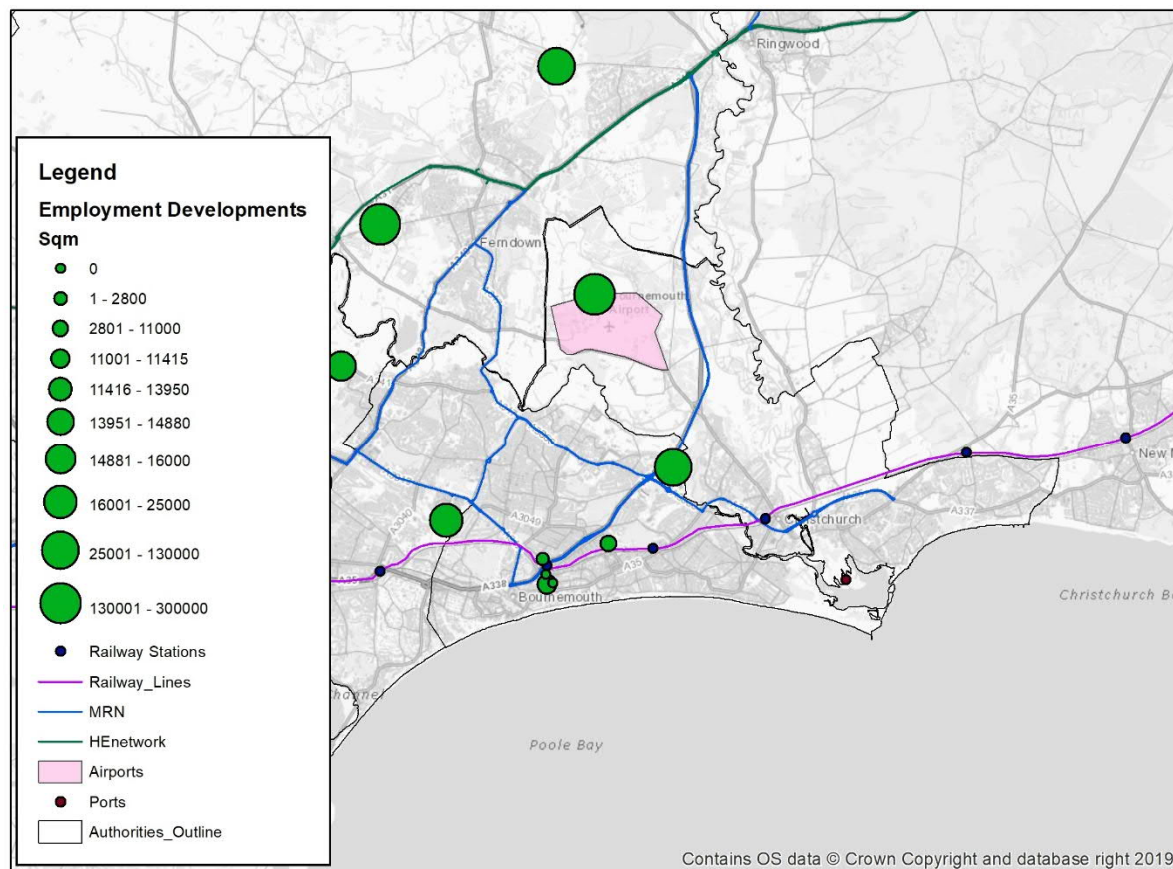 Ringwood
Legend
Employment Developments
Sqm
0
1 - 2800
2801 - 11000
11001 - 11415
11416 - 13950
13951 - 14880
14881 - 16000
16001 - 25000
25001 - 130000
130001 - 300000
Railway Stations
Railway_Lines
MRN
HEnetwork
Airports
Ports
Authorities_Outline
Ferndown
Airport
A3040
A3049
A35
A35
A338
Bournemouth
Christchurch
A337
New M
Christchurch B
Poole Bay
Channel
Contains OS data © Crown Copyright and database right 2019